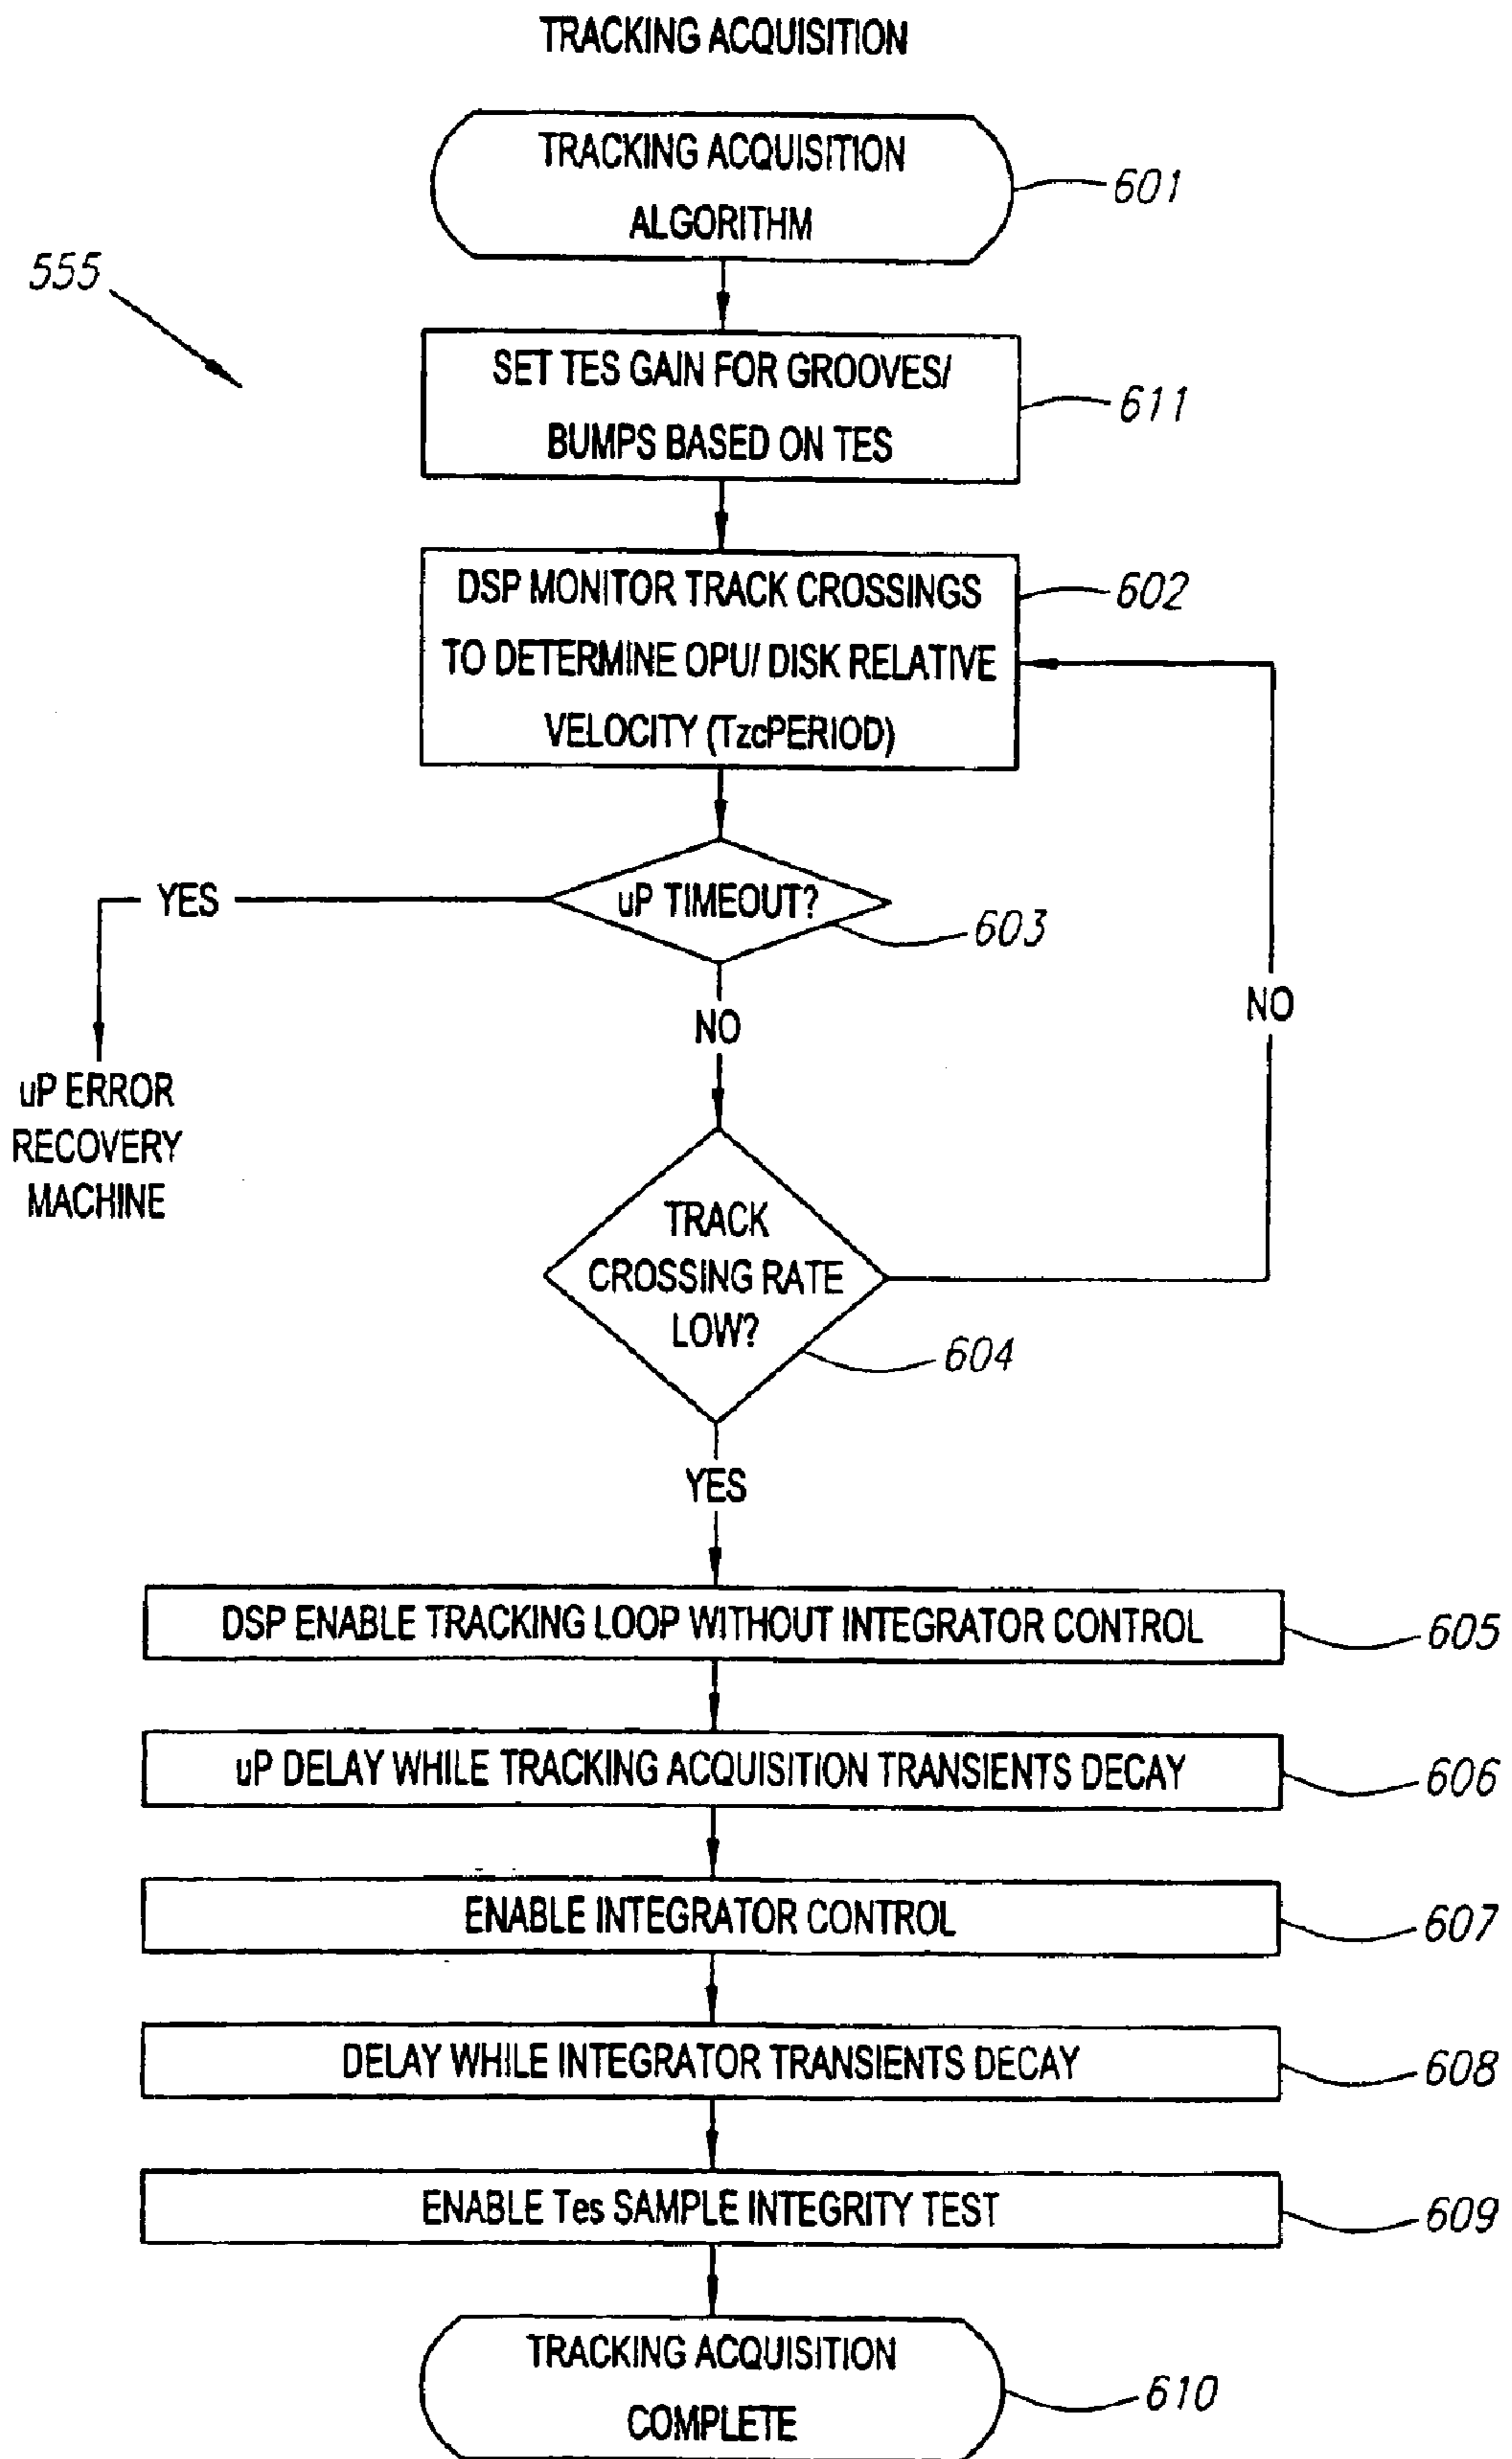 TRACKING ACQUISITION
TRACKING ACQUISITION
ALGORITHM
601
555
SET TES GAIN FOR GROOVES/
BUMPS BASED ON TES
611
DSP MONITOR TRACK CROSSINGS
TO DETERMINE OPU/ DISK RELATIVE
VELOCITY (TzcPERIOD)
602
uP TIMEOUT?
603
YES
NO
NO
uP ERROR
RECOVERY
MACHINE
TRACK
CROSSING RATE
LOW?
604
YES
DSP ENABLE TRACKING LOOP WITHOUT INTEGRATOR CONTROL
605
uP DELAY WHILE TRACKING ACQUISITION TRANSIENTS DECAY
606
ENABLE INTEGRATOR CONTROL
607
DELAY WHILE INTEGRATOR TRANSIENTS DECAY
608
ENABLE Tes SAMPLE INTEGRITY TEST
609
TRACKING ACQUISITION
COMPLETE
610